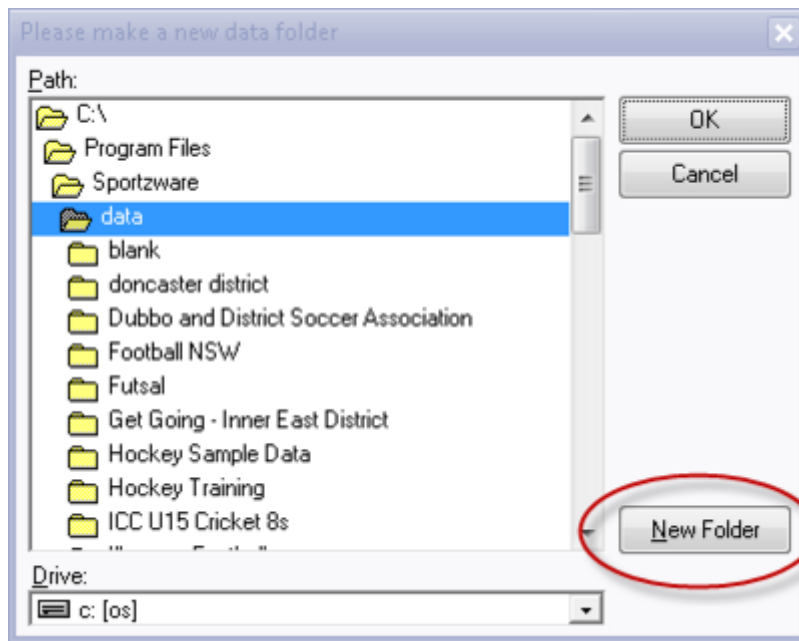 Please make a new data folder
Path:
C:\
Program Files
Sportzware
data
blank
doncaster district
Dubbo and District Soccer Association
Football NSW
Futsal
Get Going - Inner East District
Hockey Sample Data
Hockey Training
ICC U15 Cricket 8s
OK
Cancel
New Folder
Drive:
c: [os]